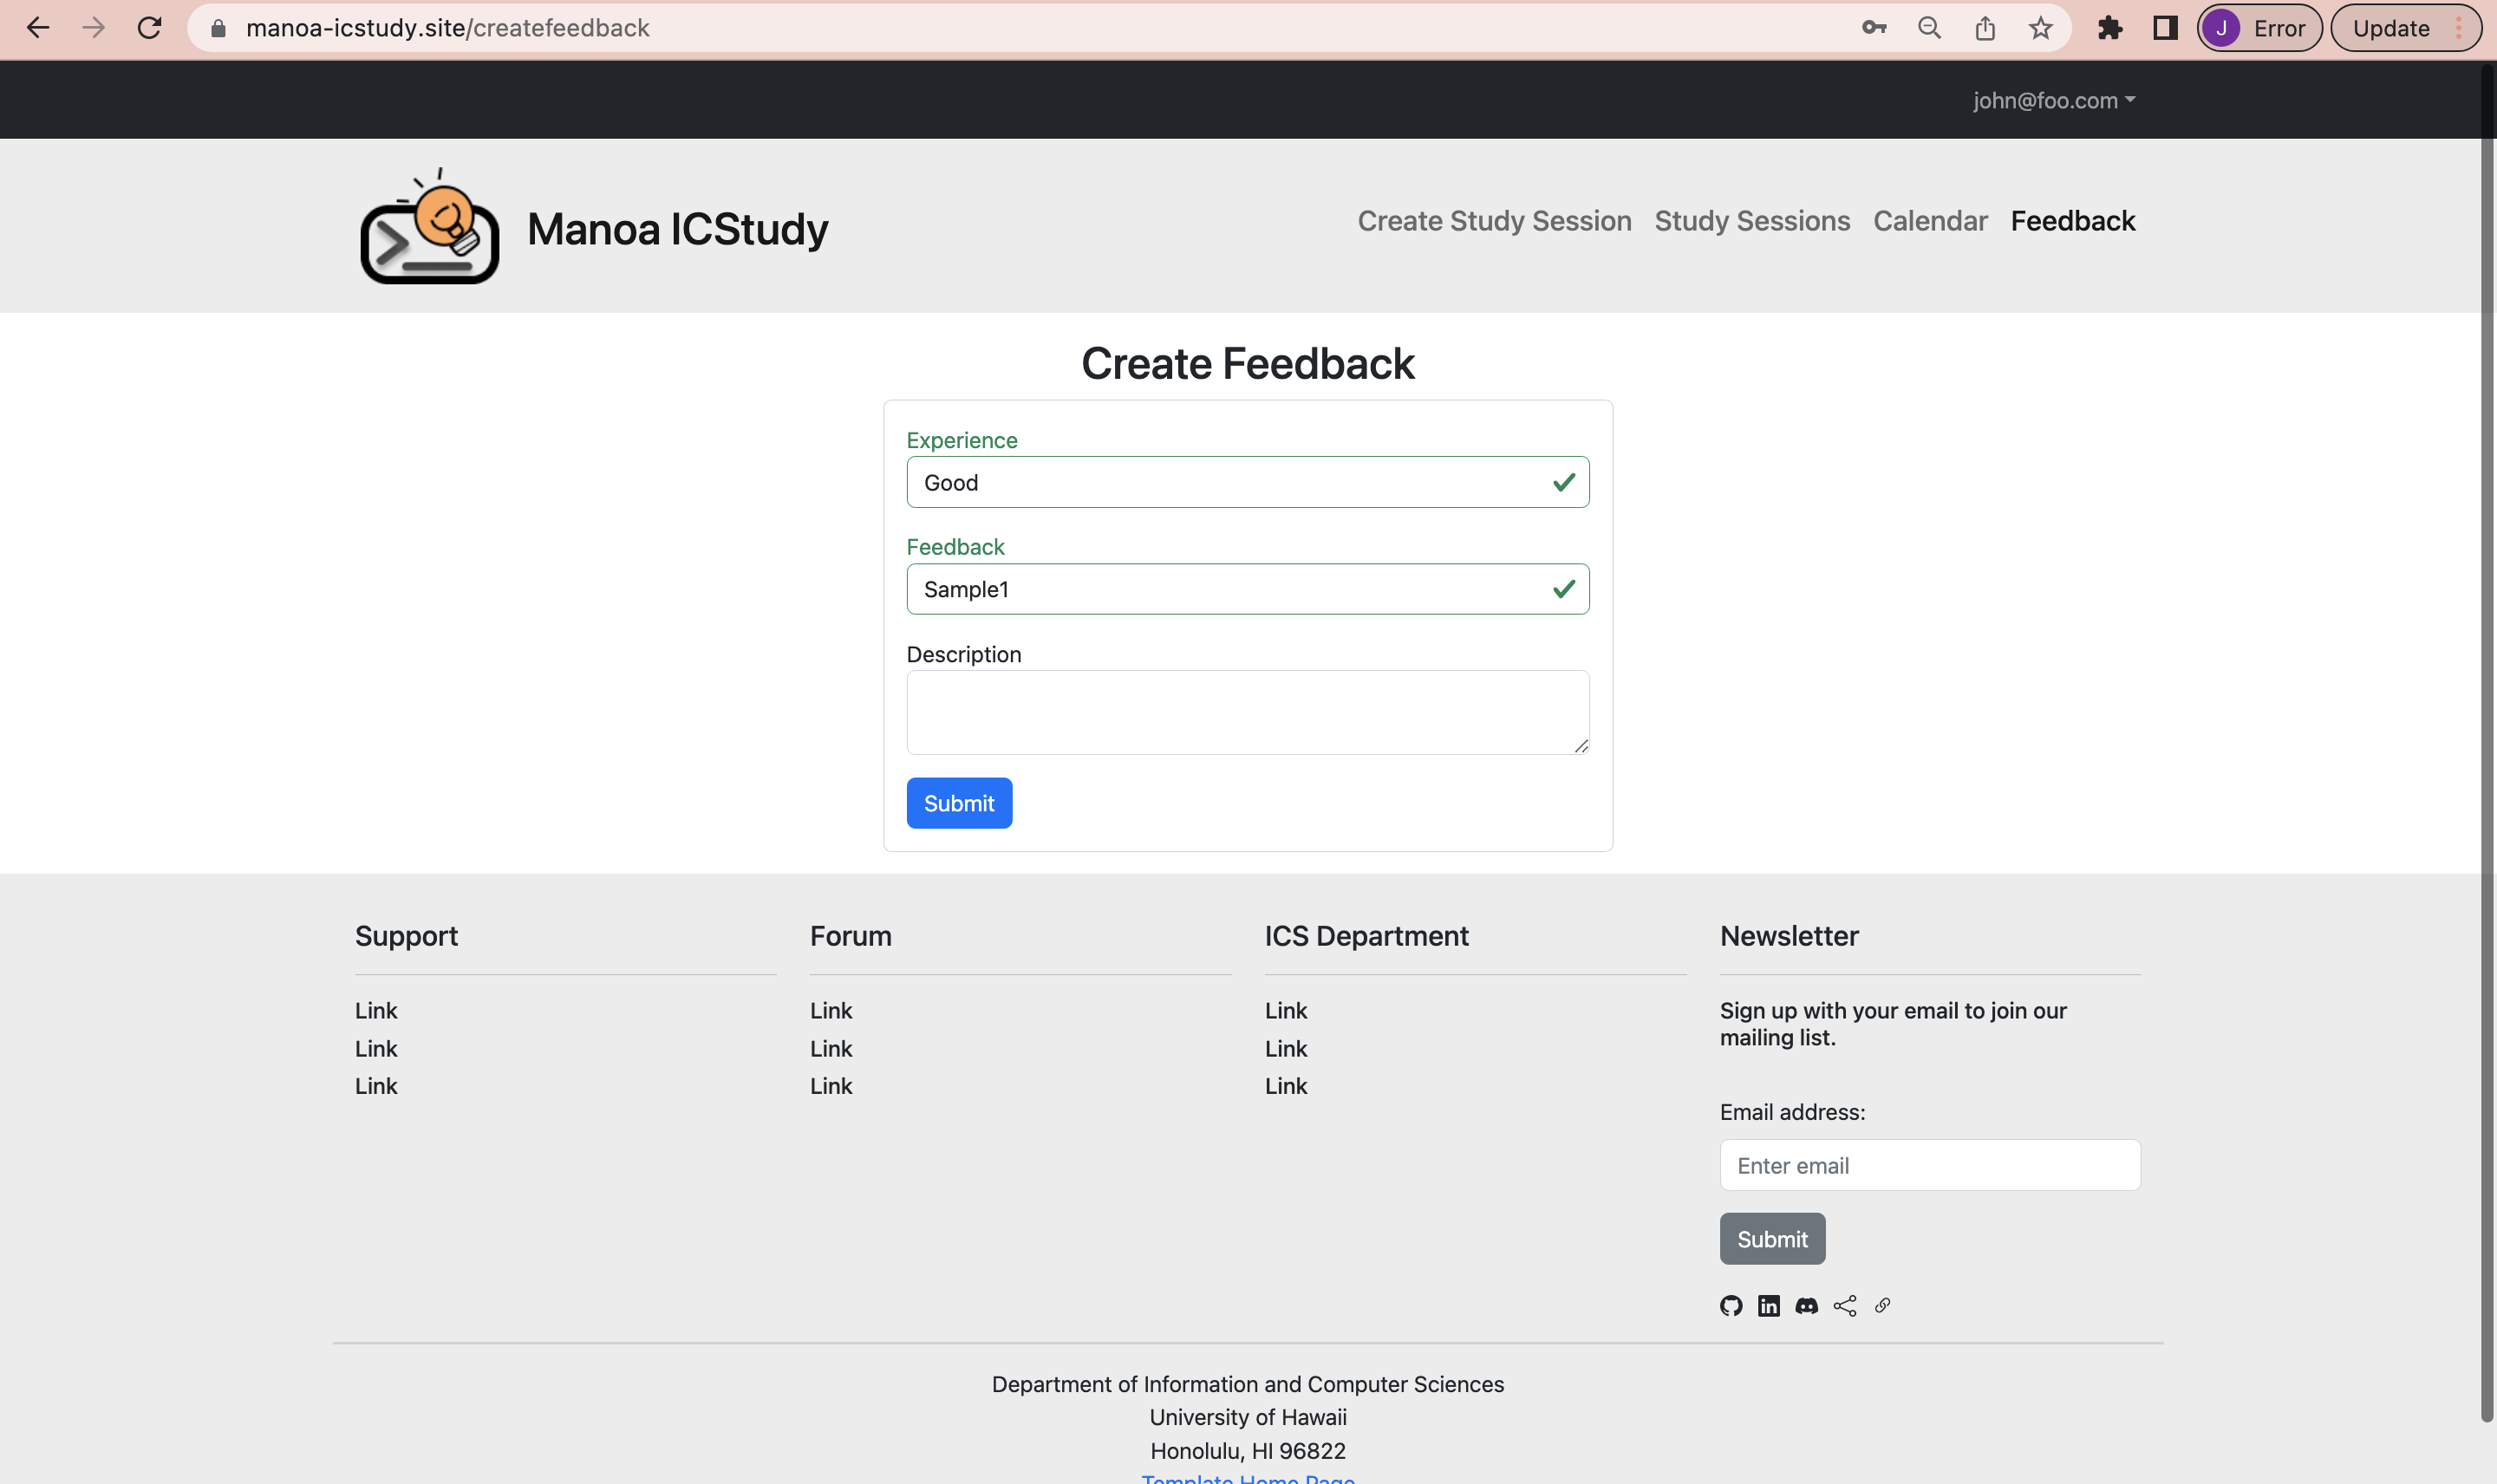 manoa-icstudy.site/createfeedback
J Error
Update
john@foo.com
Manoa ICStudy
Create Study Session Study Sessions Calendar Feedback
Create Feedback
Experience
Good
Feedback
Sample1
Description
Submit
Support
Link
Link
Link
Forum
Link
Link
Link
ICS Department
Link
Link
Link
Newsletter
Sign up with your email to join our
mailing list.
Email address:
Enter email
Submit
Department of Information and Computer Sciences
University of Hawaii
Honolulu, HI 96822
Template Home Page